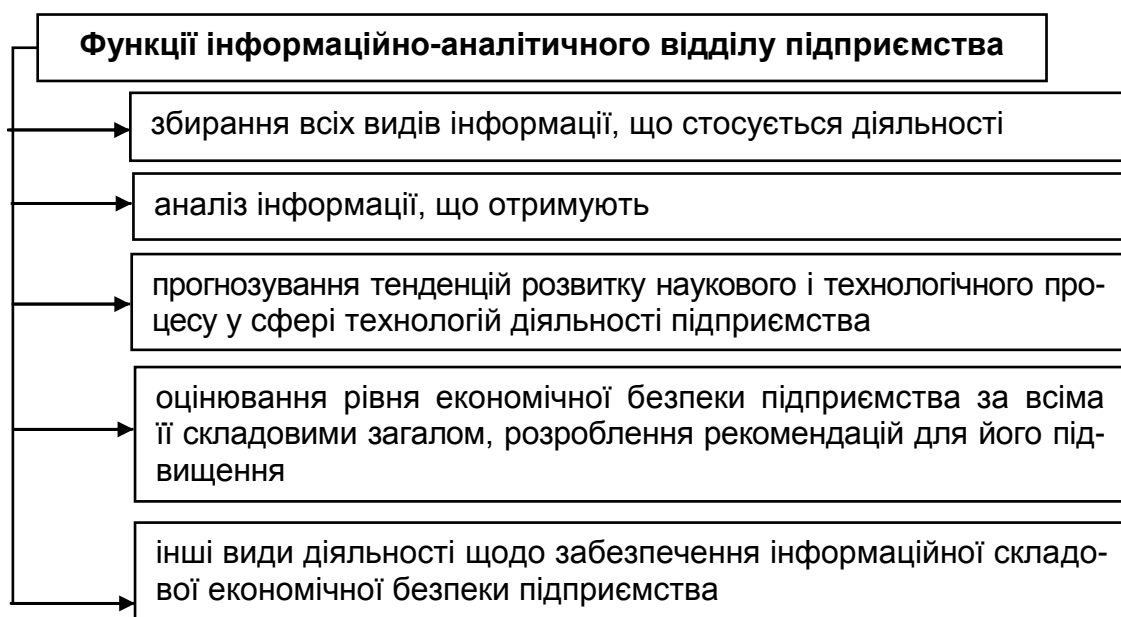 Функції інформаційно-аналітичного відділу підприємства
збирання всіх видів інформації, що стосується діяльності
аналіз інформації, що отримують
прогнозування тенденцій розвитку наукового і технологічного про-
цесу у сфері технологій діяльності підприємства
оцінювання рівня економічної безпеки підприємства за всіма
її складовими загалом, розроблення рекомендацій для його під-
вищення
інші види діяльності щодо забезпечення інформаційної складо-
вої економічної безпеки підприємства